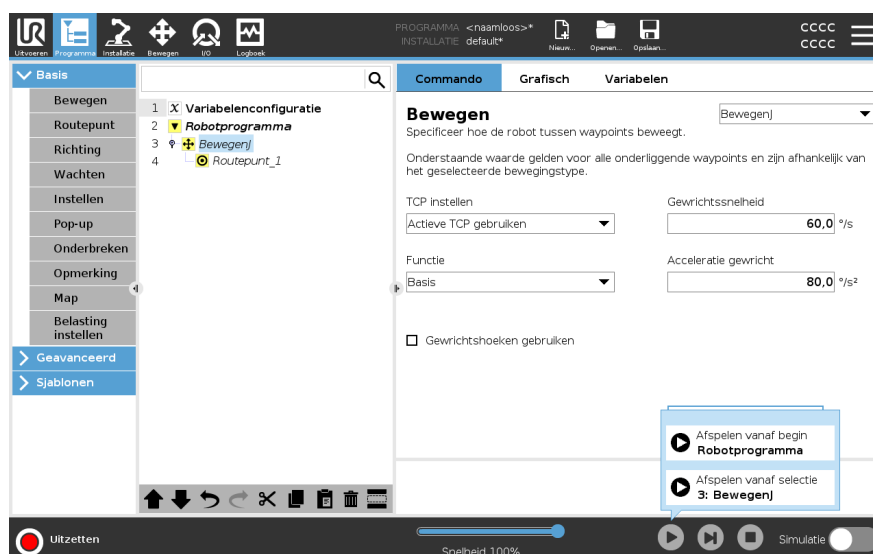 UR
PROGRAMMA <naamloos>*
INSTALLATIE default*
CCCC
CCCC
Uitvoeren Programma Installatie Bewegen I/O Logboek Nieuw... Openen... Opslaan...
Basis
Bewegen
Routepunt
Richting
Wachten
Instellen
Pop-up
Onderbreken
Opmerking
Map
Belasting
instellen
Geavanceerd
Sjablonen
1 X Variabelenconfiguratie
2 Robotprogramma
3 BewegenJ
4 Routepunt_1
Commando Grafisch Variabelen
Bewegen
BewegenJ
Specificeer hoe de robot tussen waypoints beweegt.
Onderstaande waarde gelden voor alle onderliggende waypoints en zijn afhankelijk van
het geselecteerde bewegingstype.
TCP instellen
Gewrichtssnelheid
Actieve TCP gebruiken
60,0 °/s
Functie
Acceleratie gewricht
Basis
80,0 °/s²
Gewrichtshoeken gebruiken
Afspelen vanaf begin
Robotprogramma
Afspelen vanaf selectie
3: BewegenJ
Uitzetten
Snelheid 100%
Simulatie